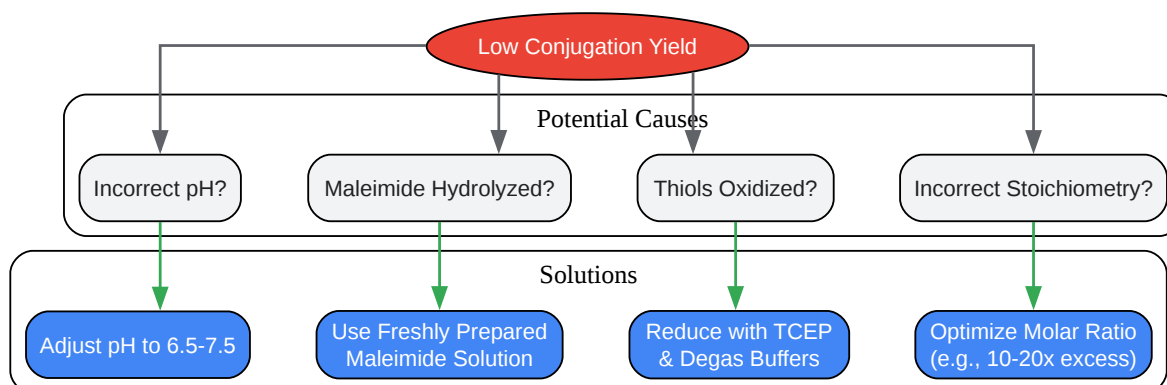 Low Conjugation Yield
Potential Causes
Incorrect pH?
Maleimide Hydrolyzed?
Thiols Oxidized?
Incorrect Stoichiometry?
Solutions
Adjust pH to 6.5-7.5
Use Freshly Prepared
Maleimide Solution
Reduce with TCEP
& Degas Buffers
Optimize Molar Ratio
(e.g., 10-20x excess)